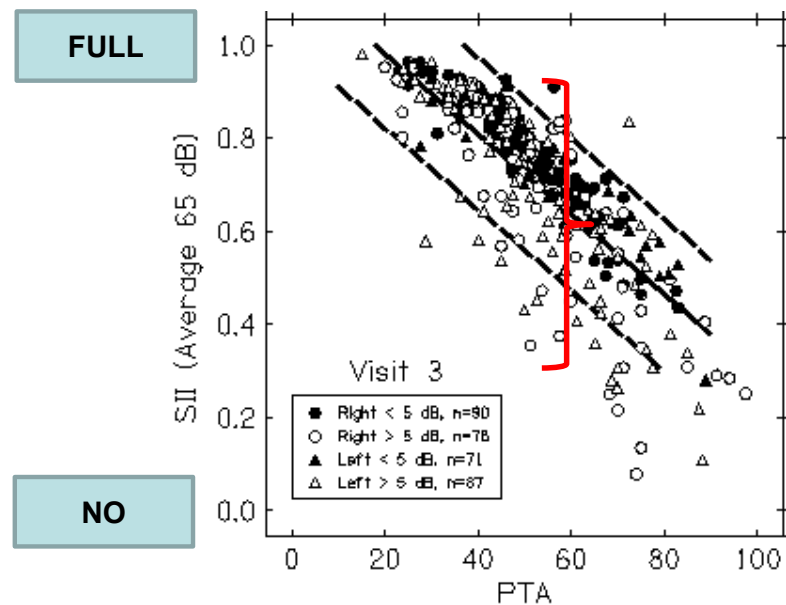 FULL
NO
SII (Average 65 dB)
1.0
0.8
0.6
0.4
0.2
0.0
Visit 3
Right < 5 dB, n=90
Right > 5 dB, n=78
Left < 5 dB, n=71
Left > 5 dB, n=87
0 20 40 60 80 100
PTA